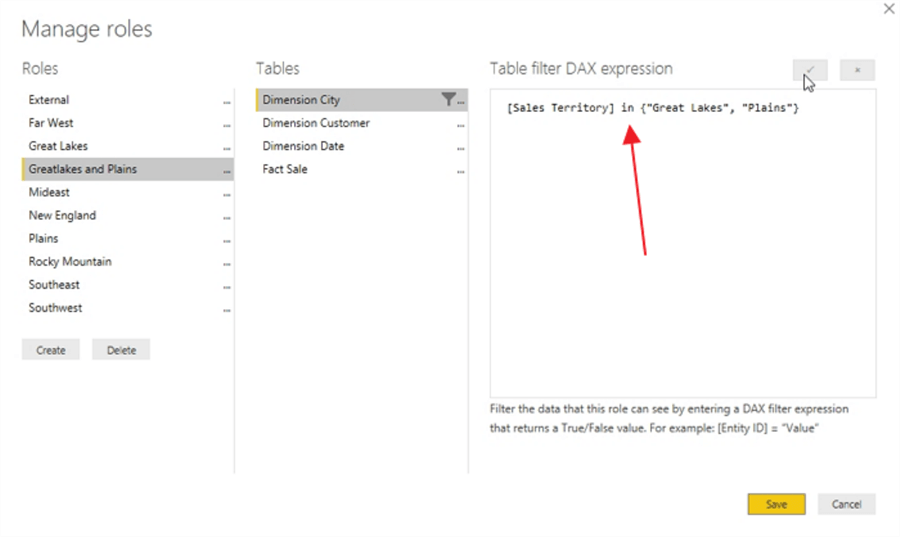 Manage roles
Roles
External ...
Far West ...
Great Lakes ...
Greatlakes and Plains ...
Mideast ...
New England ...
Plains ...
Rocky Mountain ...
Southeast ...
Southwest ...
Create Delete
Tables
Dimension City ...
Dimension Customer ...
Dimension Date ...
Fact Sale ...
Table filter DAX expression
[Sales Territory] in {"Great Lakes", "Plains"}
Filter the data that this role can see by entering a DAX filter expression
that returns a True/False value. For example: [Entity ID] = "Value"
Save Cancel